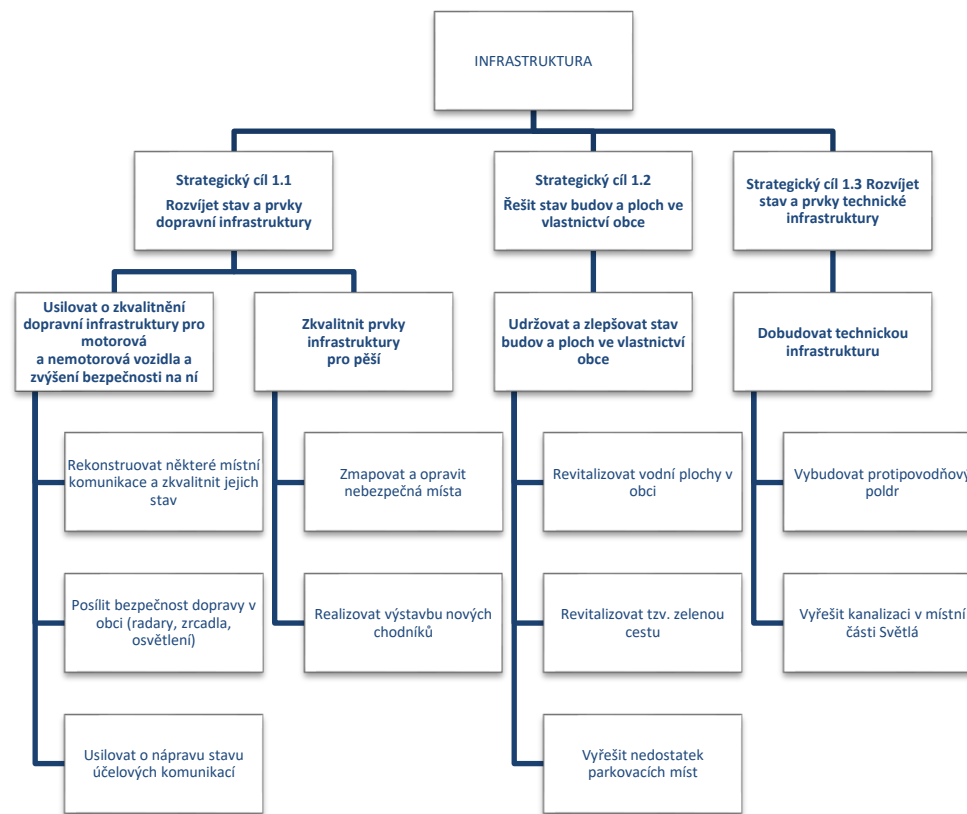 INFRASTRUKTURA
Strategický cíl 1.1
Rozvíjet stav a prvky
dopravní infrastruktury
Strategický cíl 1.2
Řešit stav budov a ploch ve
vlastnictví obce
Strategický cíl 1.3 Rozvíjet
stav a prvky technické
infrastruktury
Usilovat o zkvalitnění
dopravní infrastruktury pro
motorová
a nemotorová vozidla a
zvýšení bezpečnosti na ní
Zkvalitnit prvky
infrastruktury
pro pěší
Udržovat a zlepšovat stav
budov a ploch ve vlastnictví
obce
Dobudovat technickou
infrastrukturu
Rekonstruovat některé místní
komunikace a zkvalitnit jejich
stav
Zmapovat a opravit
nebezpečná místa
Revitalizovat vodní plochy v
obci
Vybudovat protipovodňový
poldr
Posílit bezpečnost dopravy v
obci (radary, zrcadla,
osvětlení)
Realizovat výstavbu nových
chodníků
Revitalizovat tzv. zelenou
cestu
Vyřešit kanalizaci v místní
části Světlá
Usilovat o nápravu stavu
účelových komunikací
Vyřešit nedostatek
parkovacích míst